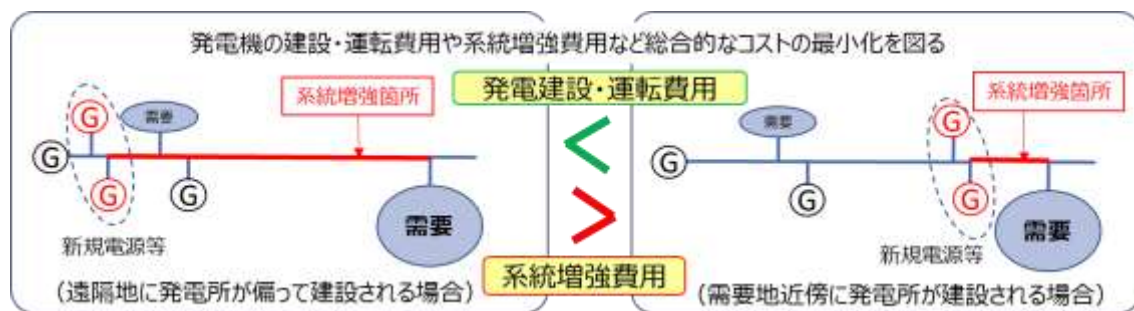 発電機の建設・運転費用や系統増強費用など総合的なコストの最小化を図る
発電建設・運転費用
系統増強箇所
G
需要
G
G
G
需要
新規電源等
(遠隔地に発電所が偏って建設される場合)
<
>
系統増強費用
系統増強箇所
G
需要
G
G
G
需要
新規電源等
(需要地近傍に発電所が建設される場合)